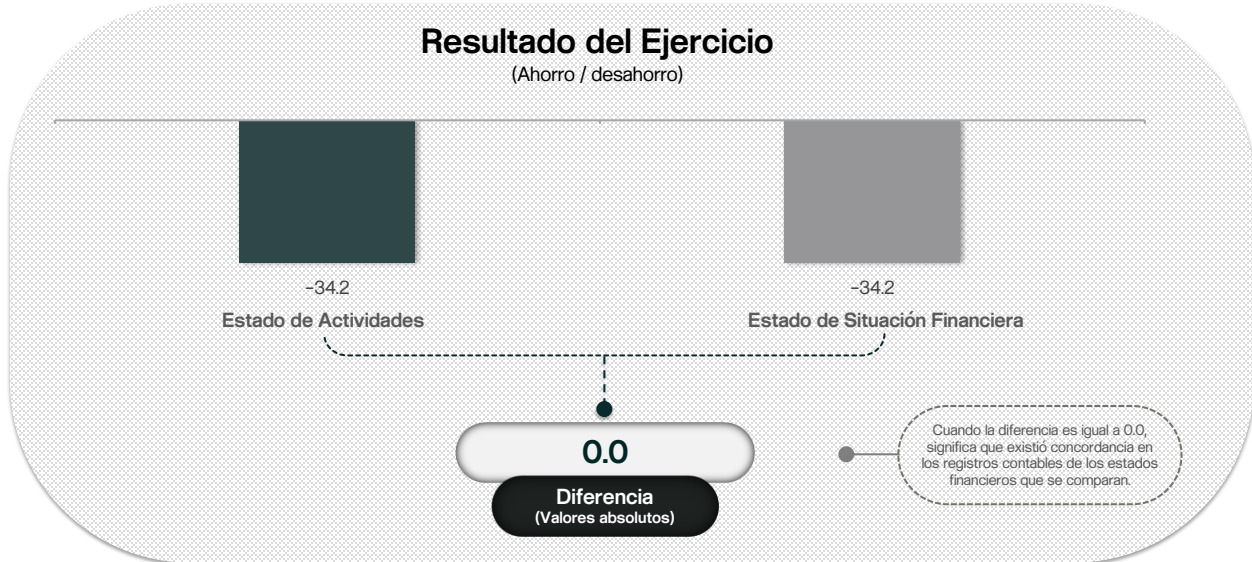 Resultado del Ejercicio
(Ahorro / desahorro)
-34.2
-34.2
Estado de Actividades
Estado de Situación Financiera
0.0
Diferencia
(Valores absolutos)
Cuando la diferencia es igual a 0.0,
significa que existió concordancia en
los registros contables de los estados
financieros que se comparan.